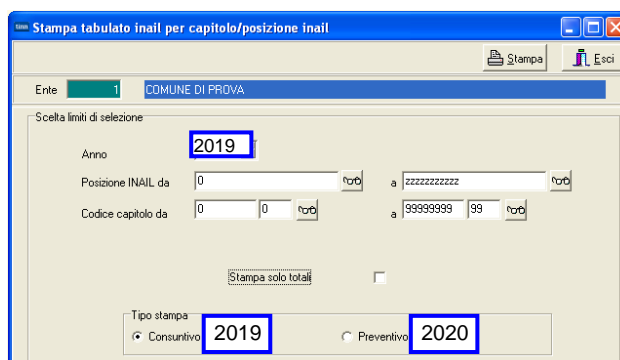 Stampa tabulato inail per capitolo/posizione inail
Stampa Esci
Ente 1 COMUNE DI PROVA
Scelta limiti di selezione
Anno 2019
Posizione INAIL da 0 a zzzzzzzzzzz
Codice capitolo da 0 0 a 99999999 99
Stampa solo totali
Tipo stampa
Consuntivo 2019 Preventivo 2020